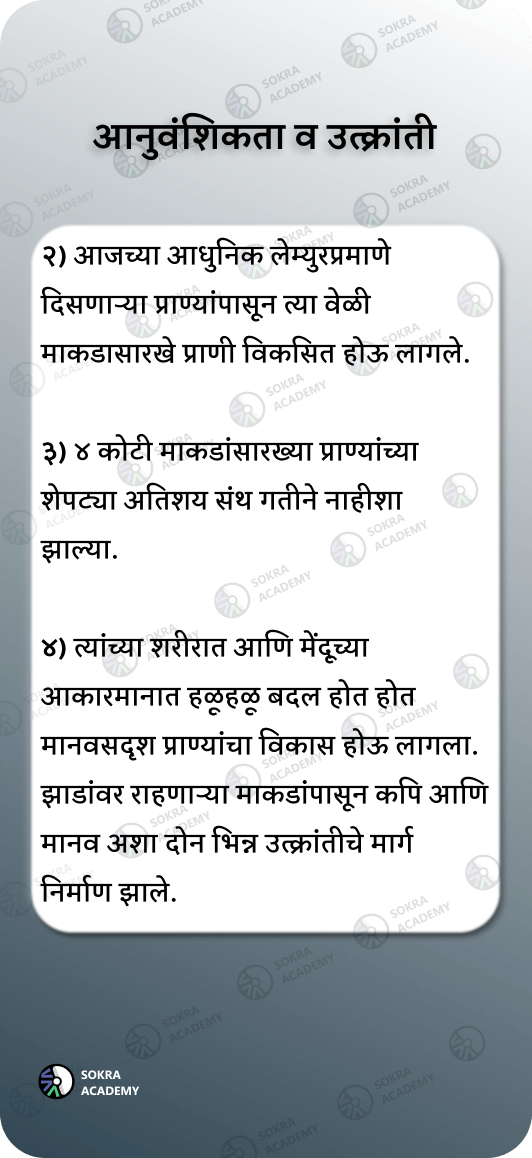 आनुवंशिकता व उत्क्रांती
२) आजच्या आधुनिक लेम्युरप्रमाणे
दिसणाऱ्या प्राण्यांपासून त्या वेळी
माकडासारखे प्राणी विकसित होऊ लागले.
३) ४ कोटी माकडांसारख्या प्राण्यांच्या
शेपट्या अतिशय संथ गतीने नाहीशा
झाल्या.
४) त्यांच्या शरीरात आणि मेंदूच्या
आकारमानात हळूहळू बदल होत होत
मानवसदृश प्राण्यांचा विकास होऊ लागला.
झाडांवर राहणाऱ्या माकडांपासून कपि आणि
मानव अशा दोन भिन्न उत्क्रांतीचे मार्ग
निर्माण झाले.
SOKRA
ACADEMY